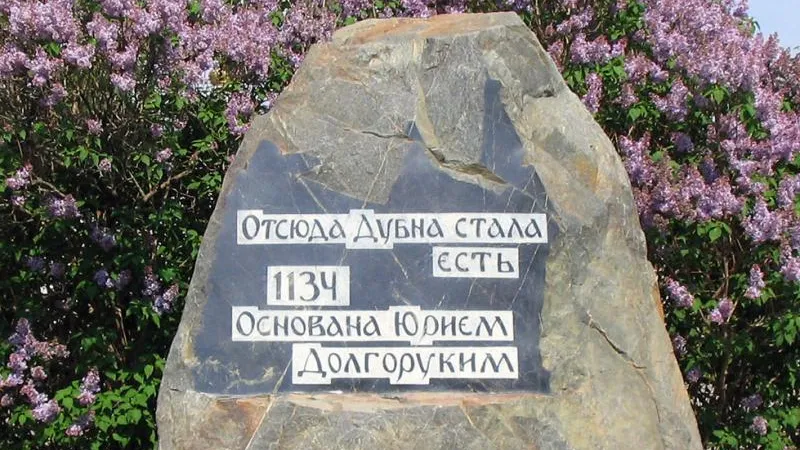 Отсюда Дубна стала
есть
1134
Основана Юрием
Долгоруким